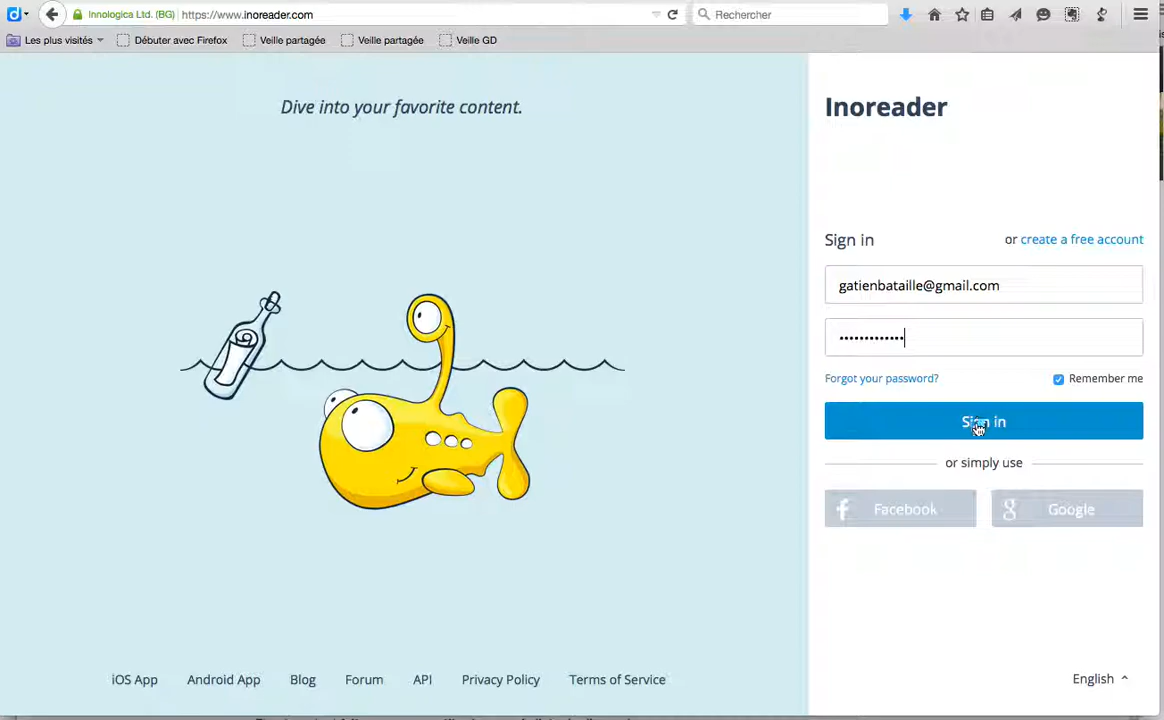 Innologica Ltd. (BG)
https://www.inoreader.com
Rechercher
Les plus visités
Débuter avec Firefox
Veille partagée
Veille partagée
Veille GD
Dive into your favorite content.
Inoreader
Sign in
or create a free account
gatienbataille@gmail.com
•••••••••••••
Forgot your password?
Remember me
Sign in
or simply use
Facebook
Google
iOS App
Android App
Blog
Forum
API
Privacy Policy
Terms of Service
English